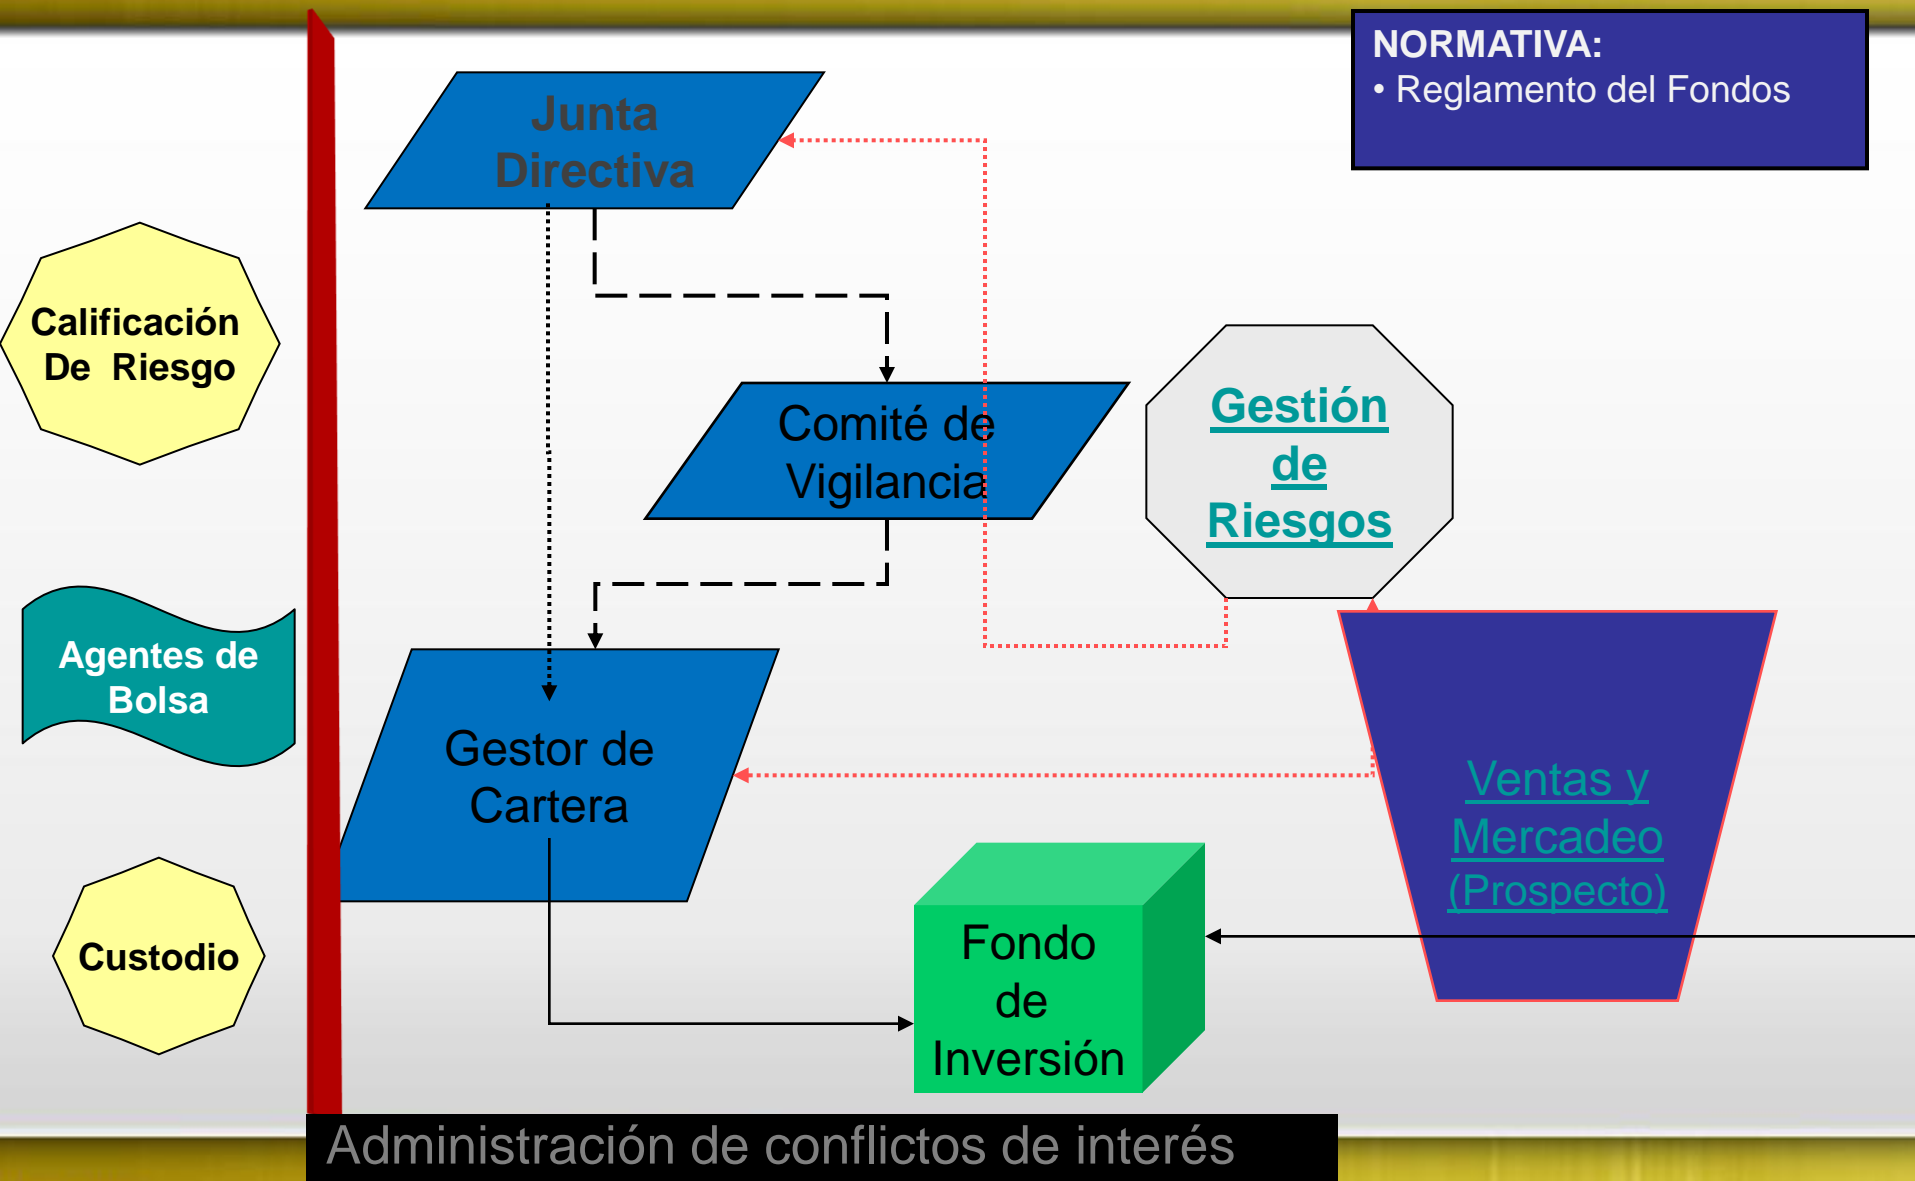 NORMATIVA:
• Reglamento del Fondos
Junta
Directiva
Calificación
De Riesgo
Comité de
Vigilancia
Gestión
de
Riesgos
Agentes de
Bolsa
Gestor de
Cartera
Ventas y
Mercadeo
(Prospecto)
Custodio
Fondo
de
Inversión
Administración de conflictos de interés